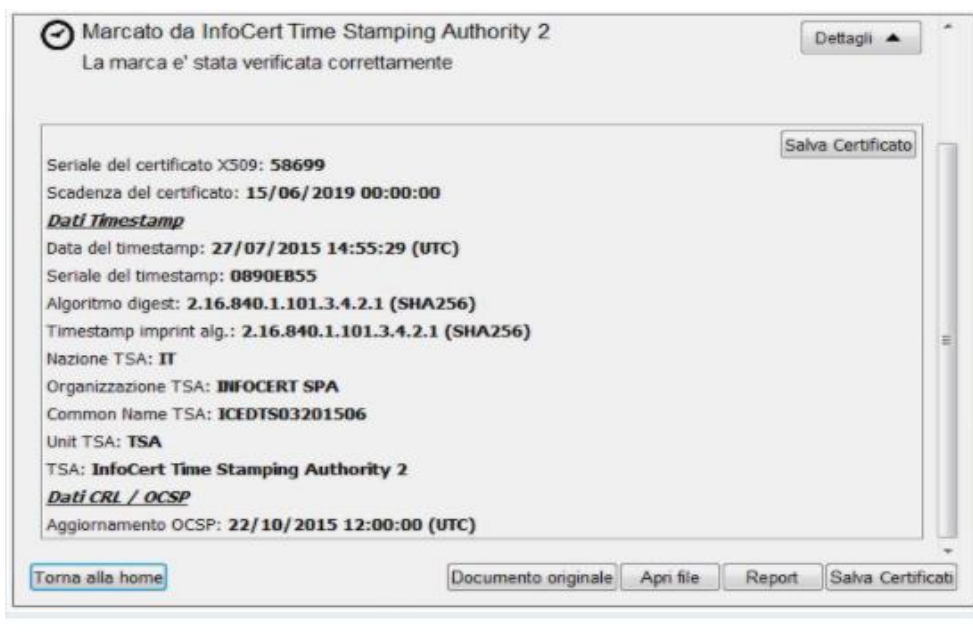 Marcato da InfoCert Time Stamping Authority 2
Dettagli
La marca e' stata verificata correttamente
Salva Certificato
Seriale del certificato X509: 58699
Scadenza del certificato: 15/06/2019 00:00:00
Dati Timestamp
Data del timestamp: 27/07/2015 14:55:29 (UTC)
Seriale del timestamp: 0890EB55
Algoritmo digest: 2.16.840.1.101.3.4.2.1 (SHA256)
Timestamp imprint alg.: 2.16.840.1.101.3.4.2.1 (SHA256)
Nazione TSA: IT
Organizzazione TSA: INFOCERT SPA
Common Name TSA: ICEDTS03201506
Unit TSA: TSA
TSA: InfoCert Time Stamping Authority 2
Dati CRL / OCSP
Aggiornamento OCSP: 22/10/2015 12:00:00 (UTC)
Torna alla home
Documento originale
Apri file
Report
Salva Certificati